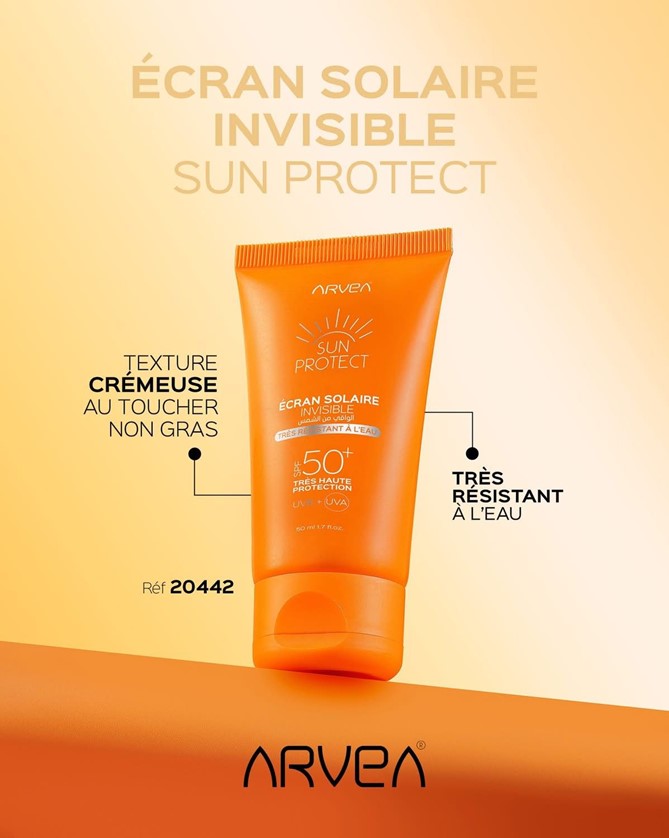 ÉCRAN SOLAIRE
INVISIBLE
SUN PROTECT
ARVEA
SUN
PROTECT
ÉCRAN SOLAIRE
INVISIBLE
الواقي من الشمس
TRÈS RÉSISTANT À L'EAU
SPF 50+
TRÈS HAUTE
PROTECTION
UVB + UVA
50 ml 1.7 fl.oz.
TEXTURE
CRÉMEUSE
AU TOUCHER
NON GRAS
TRÈS
RÉSISTANT
À L'EAU
Réf 20442
ARVEA®